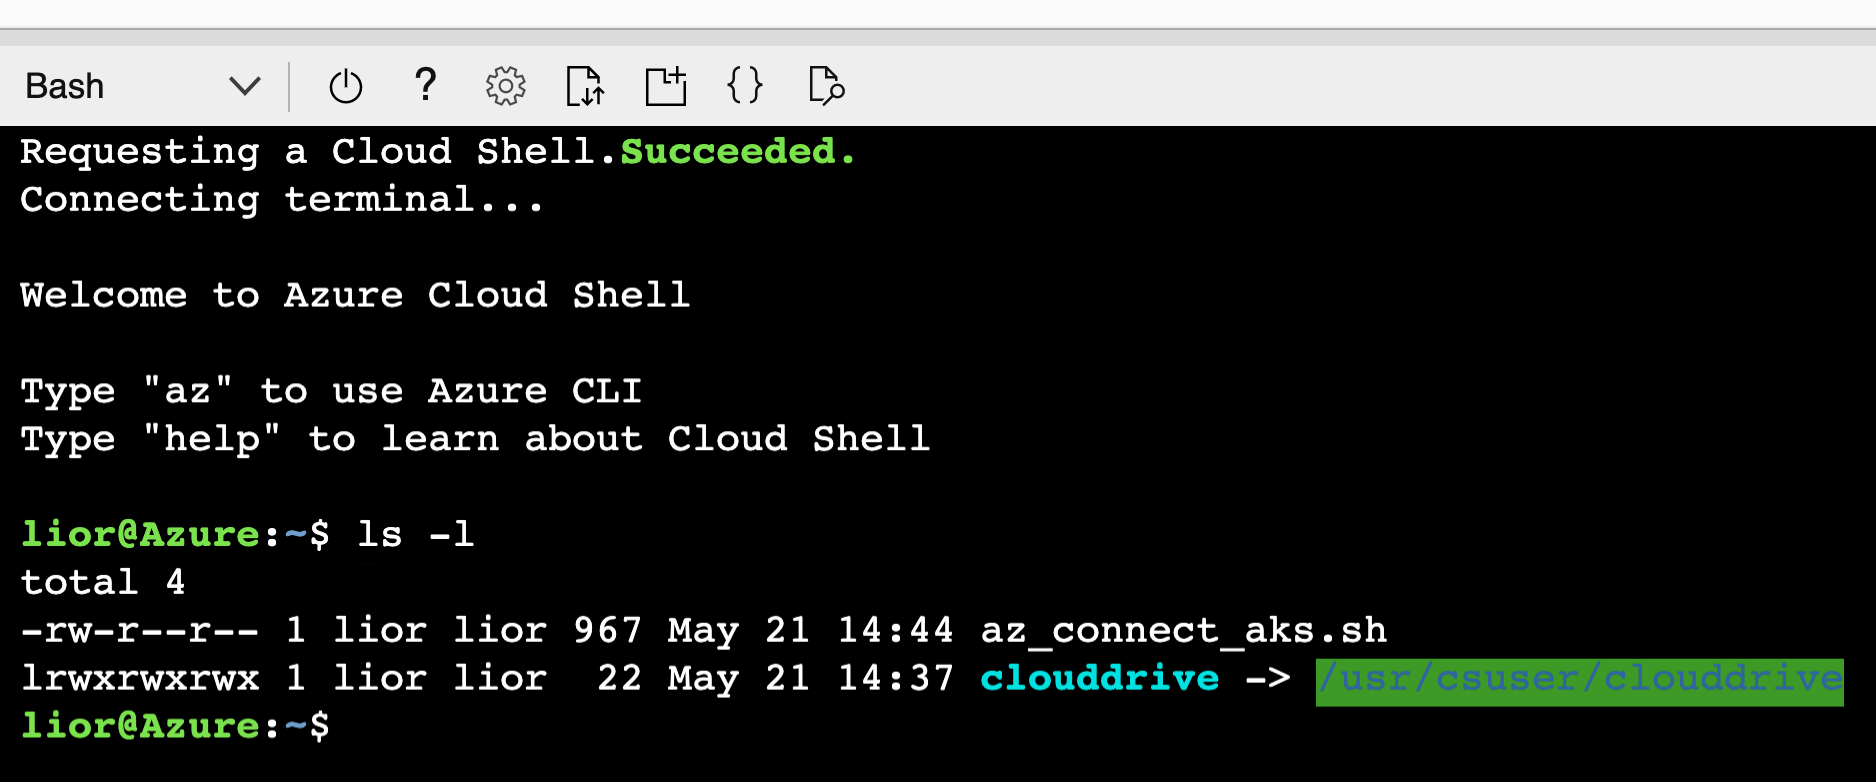 Bash
Requesting a Cloud Shell.Succeeded.
Connecting terminal...
Welcome to Azure Cloud Shell
Type "az" to use Azure CLI
Type "help" to learn about Cloud Shell
lior@Azure:~$ ls -l
total 4
-rw-r--r-- 1 lior lior 967 May 21 14:44 az_connect_aks.sh
lrwxrwxrwx 1 lior lior  22 May 21 14:37 clouddrive -> /usr/csuser/clouddrive
lior@Azure:~$